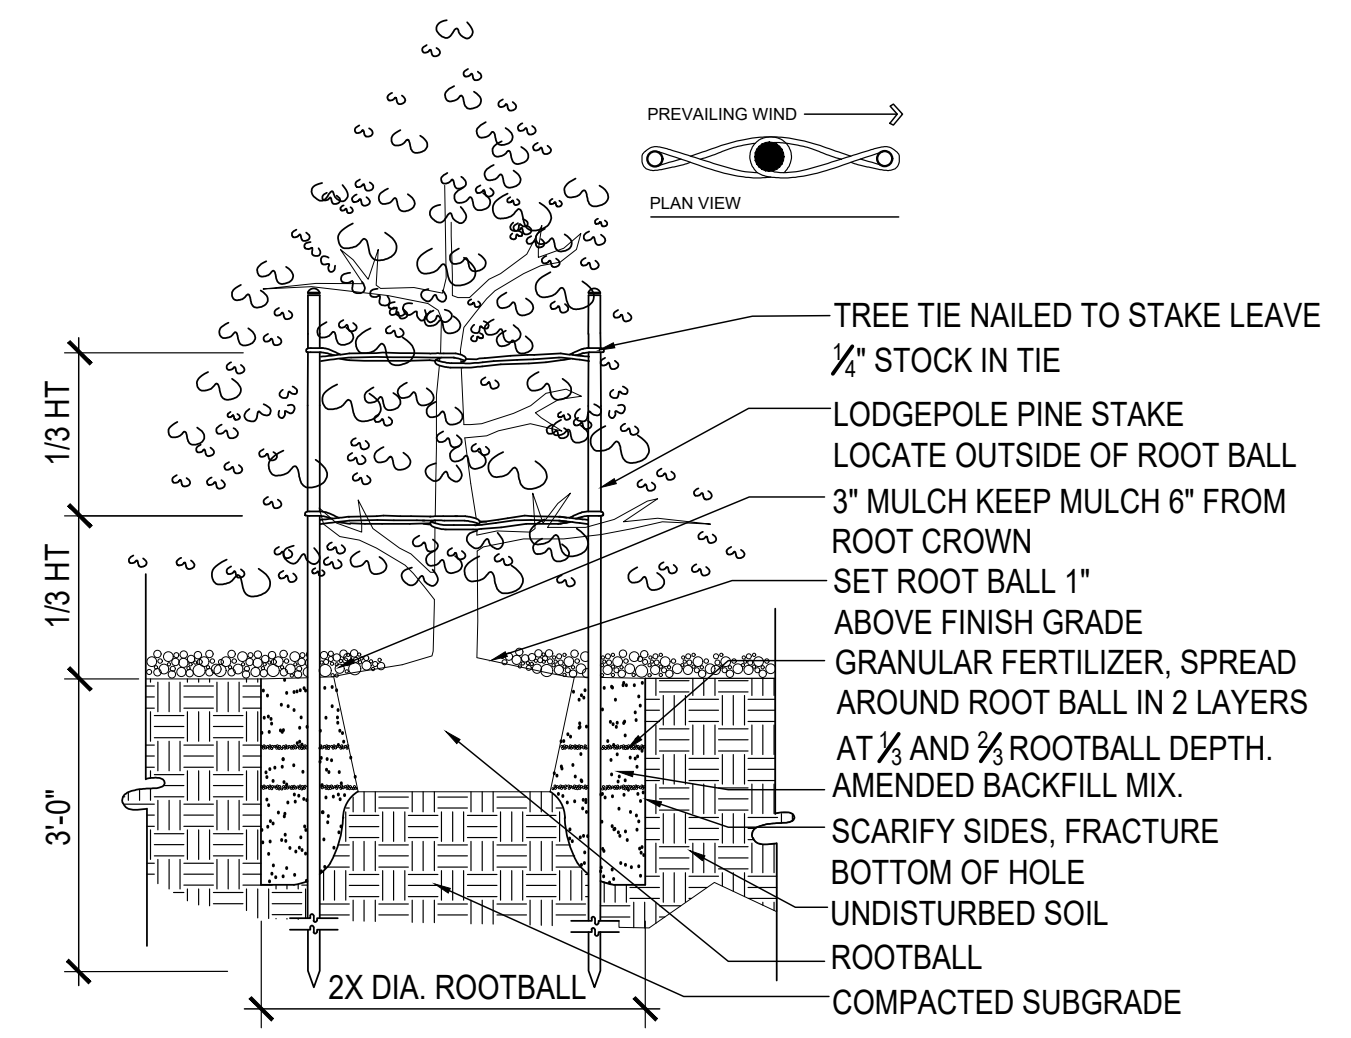 PREVAILING WIND
PLAN VIEW
TREE TIE NAILED TO STAKE LEAVE
1/4" STOCK IN TIE
LODGEPOLE PINE STAKE
LOCATE OUTSIDE OF ROOT BALL
3" MULCH KEEP MULCH 6" FROM
ROOT CROWN
SET ROOT BALL 1"
ABOVE FINISH GRADE
GRANULAR FERTILIZER, SPREAD
AROUND ROOT BALL IN 2 LAYERS
AT 1/3 AND 2/3 ROOTBALL DEPTH.
AMENDED BACKFILL MIX.
SCARIFY SIDES, FRACTURE
BOTTOM OF HOLE
UNDISTURBED SOIL
ROOTBALL
COMPACTED SUBGRADE
1/3 HT
1/3 HT
3'-0"
2X DIA. ROOTBALL